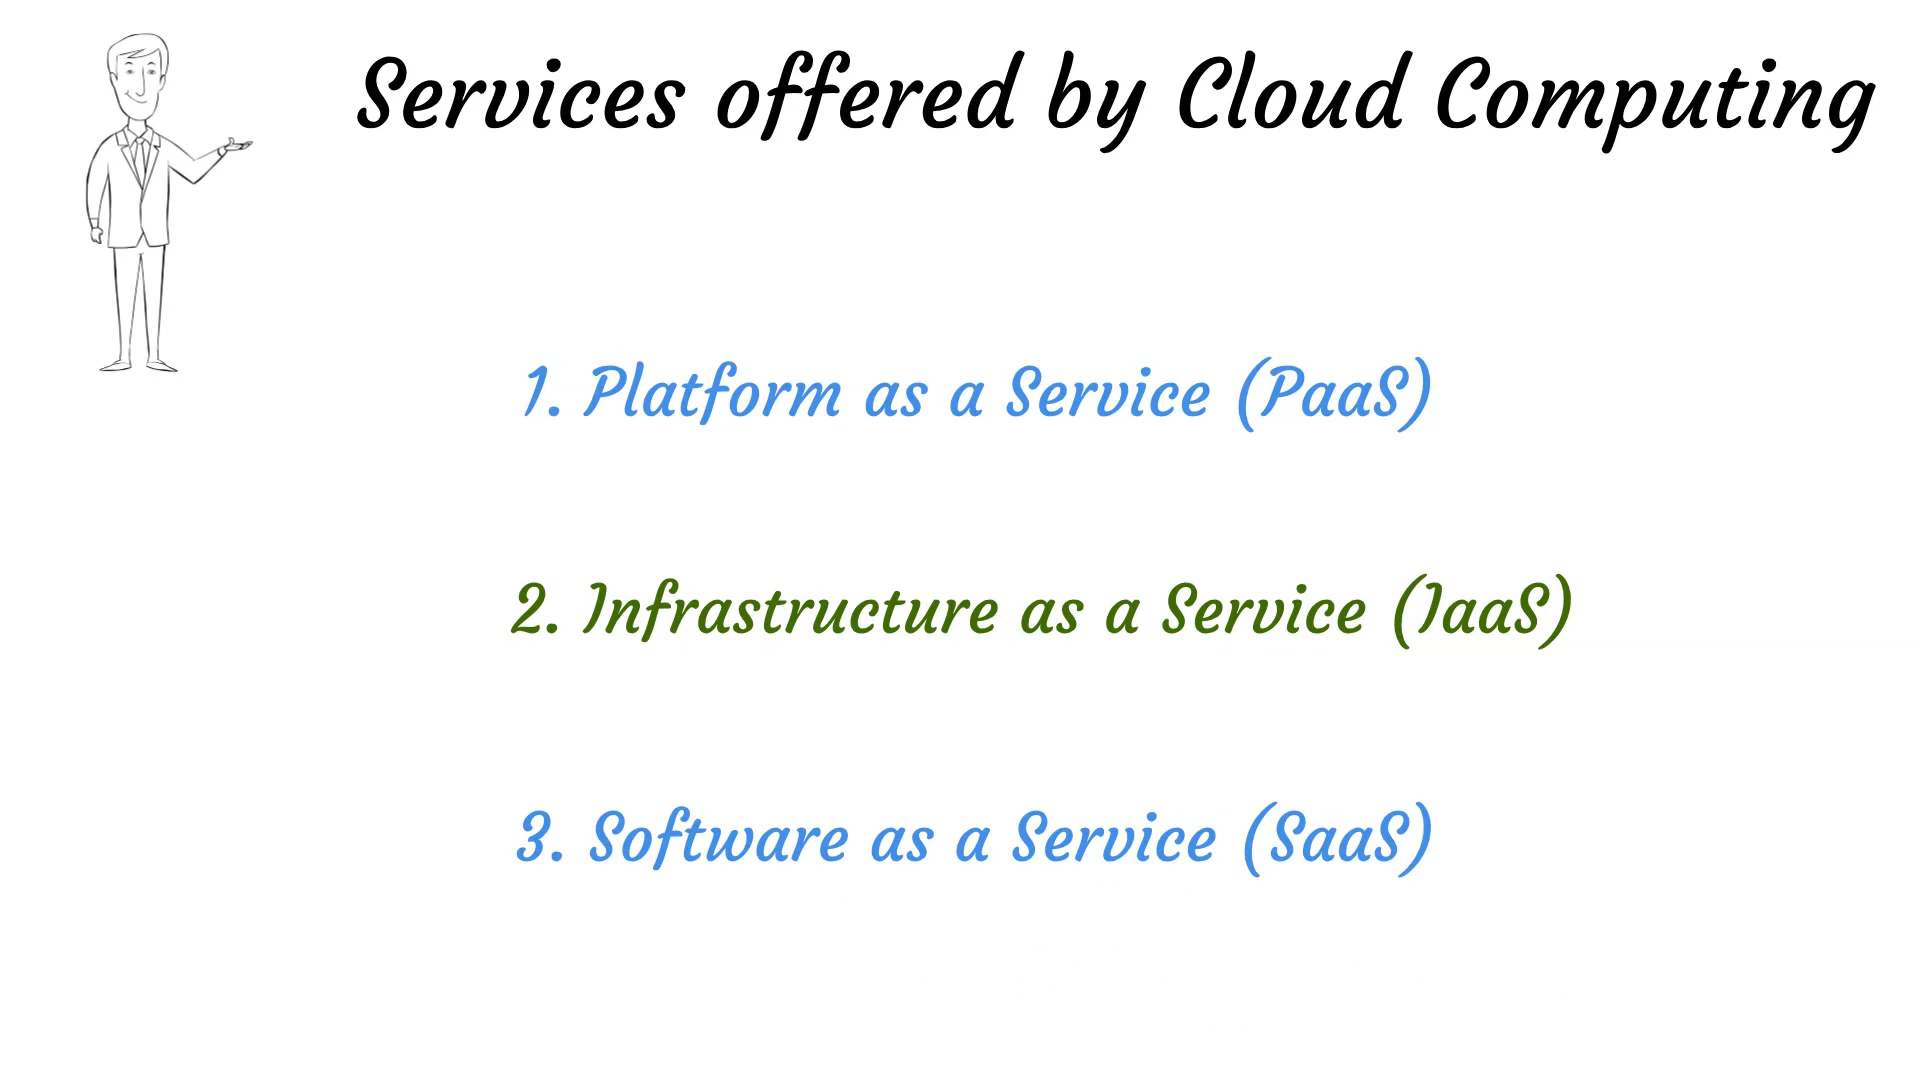 Services offered by Cloud Computing
1. Platform as a Service (PaaS)
2. Infrastructure as a Service (IaaS)
3. Software as a Service (SaaS)